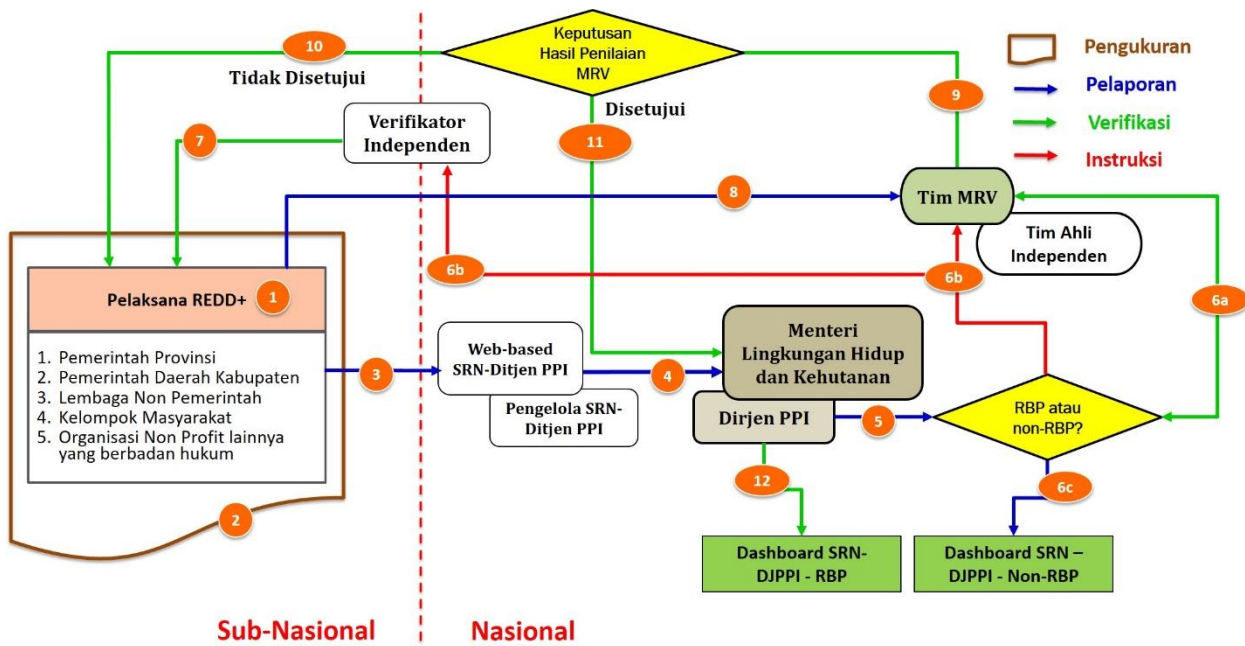 10
Tidak Disetujui
Keputusan
Hasil Penilaian
MRV
Disetujui
11
9
Pengukuran
Pelaporan
Verifikasi
Instruksi
7
Verifikator
Independen
8
Tim MRV
Tim Ahli
Independen
6b
6b
6a
Pelaksana REDD+
1
1. Pemerintah Provinsi
2. Pemerintah Daerah Kabupaten
3. Lembaga Non Pemerintah
4. Kelompok Masyarakat
5. Organisasi Non Profit lainnya
yang berbadan hukum
2
3
Web-based
SRN-Ditjen PPI
Pengelola SRN-
Ditjen PPI
4
Menteri
Lingkungan Hidup
dan Kehutanan
Dirjen PPI
5
RBP atau
non-RBP?
12
6c
Dashboard SRN-
DJPPI - RBP
Dashboard SRN –
DJPPI - Non-RBP
Sub-Nasional
Nasional